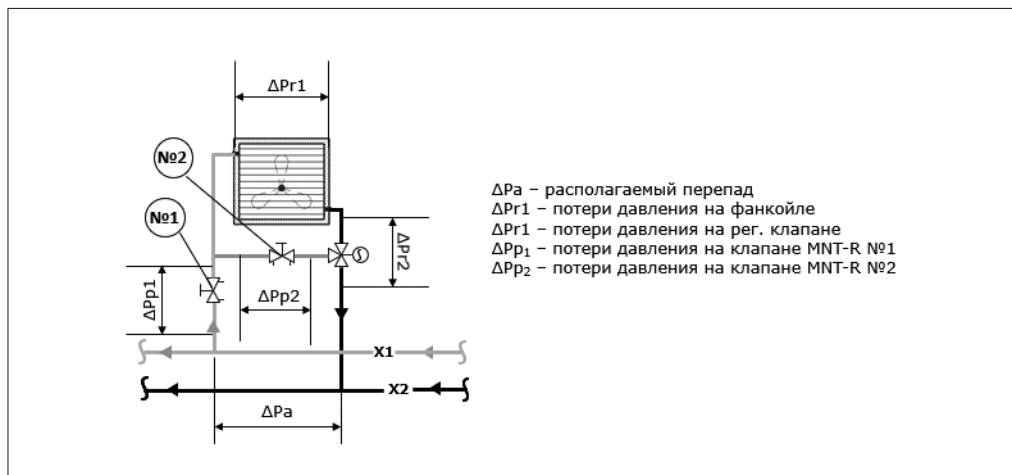 ΔPr1
№2
№1
ΔPr2
ΔPp1
ΔPp2
X1
X2
ΔPa
ΔPa – располагаемый перепад
ΔPr1 – потери давления на фанкойле
ΔPr1 – потери давления на рег. клапане
ΔPp₁ – потери давления на клапане MNT-R №1
ΔPp₂ – потери давления на клапане MNT-R №2